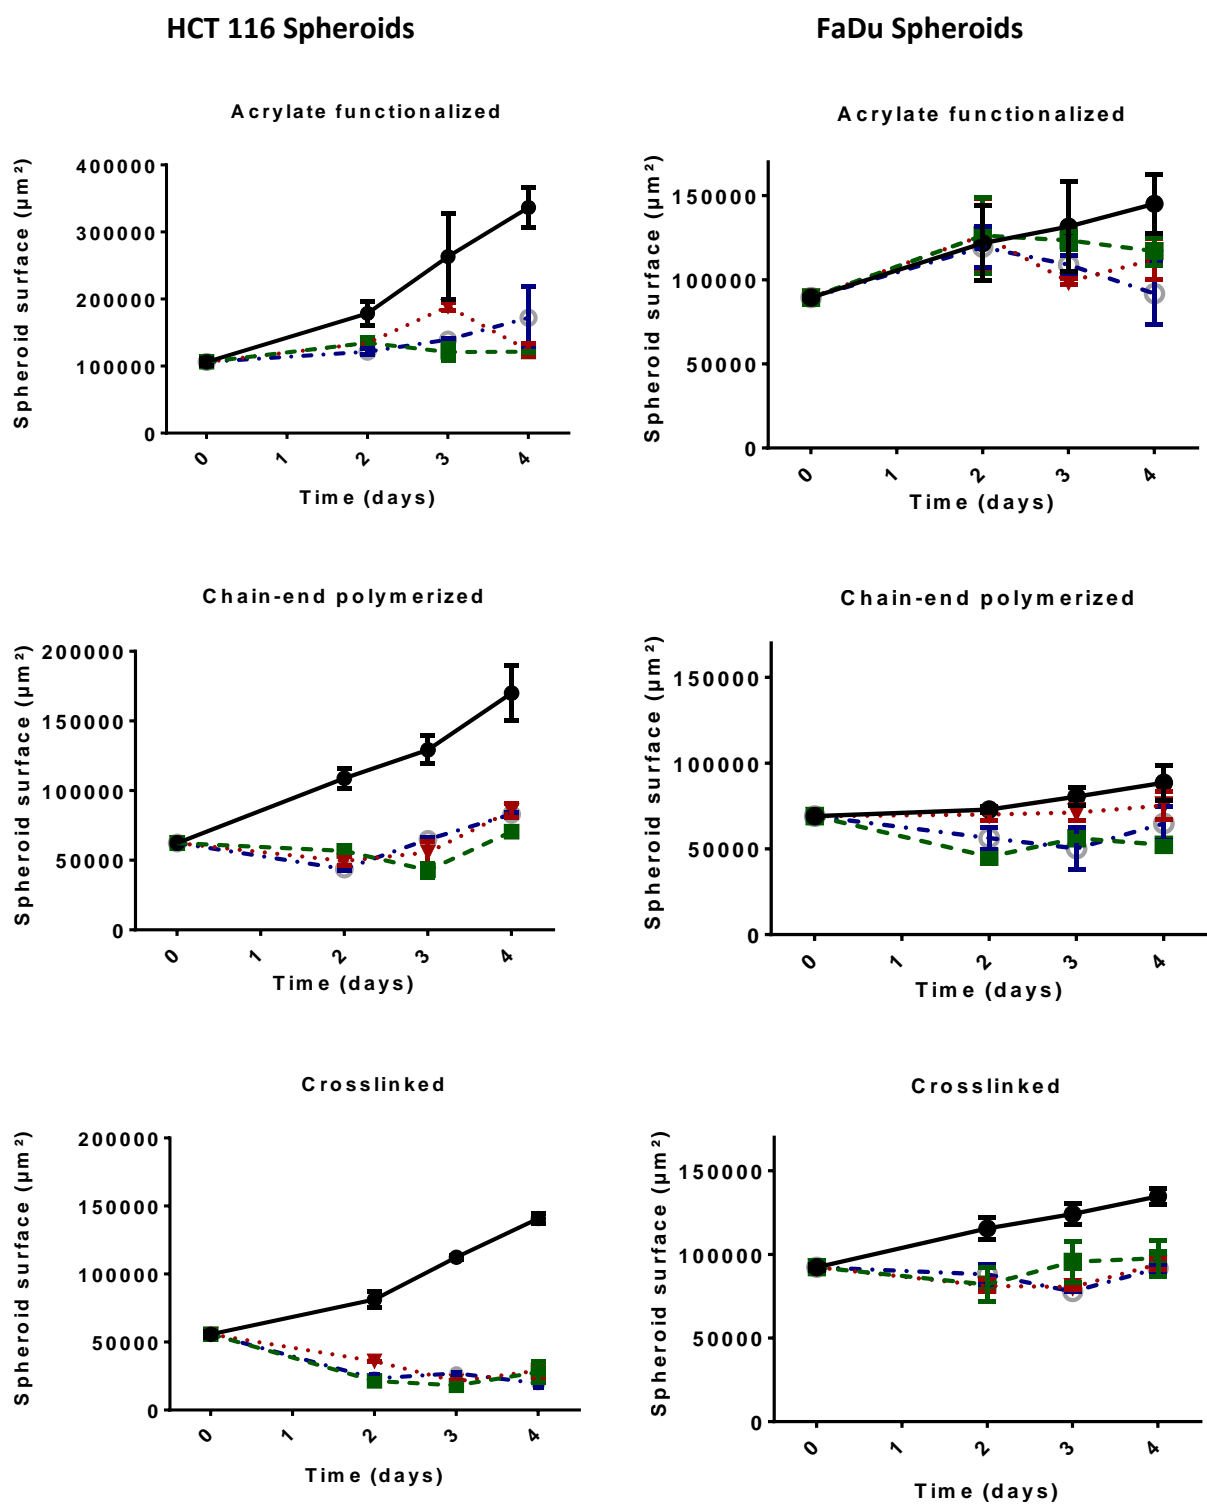 HCT 116 Spheroids
FaDu Spheroids
Acrylate functionalized
Spheroid surface (µm²)
400000
300000
200000
100000
0
0 1 2 3 4
Time (days)
Acrylate functionalized
Spheroid surface (µm²)
150000
100000
50000
0
0 1 2 3 4
Time (days)
Chain-end polymerized
Spheroid surface (µm²)
200000
150000
100000
50000
0
0 1 2 3 4
Time (days)
Chain-end polymerized
Spheroid surface (µm²)
150000
100000
50000
0
0 1 2 3 4
Time (days)
Crosslinked
Spheroid surface (µm²)
200000
150000
100000
50000
0
0 1 2 3 4
Time (days)
Crosslinked
Spheroid surface (µm²)
150000
100000
50000
0
0 1 2 3 4
Time (days)